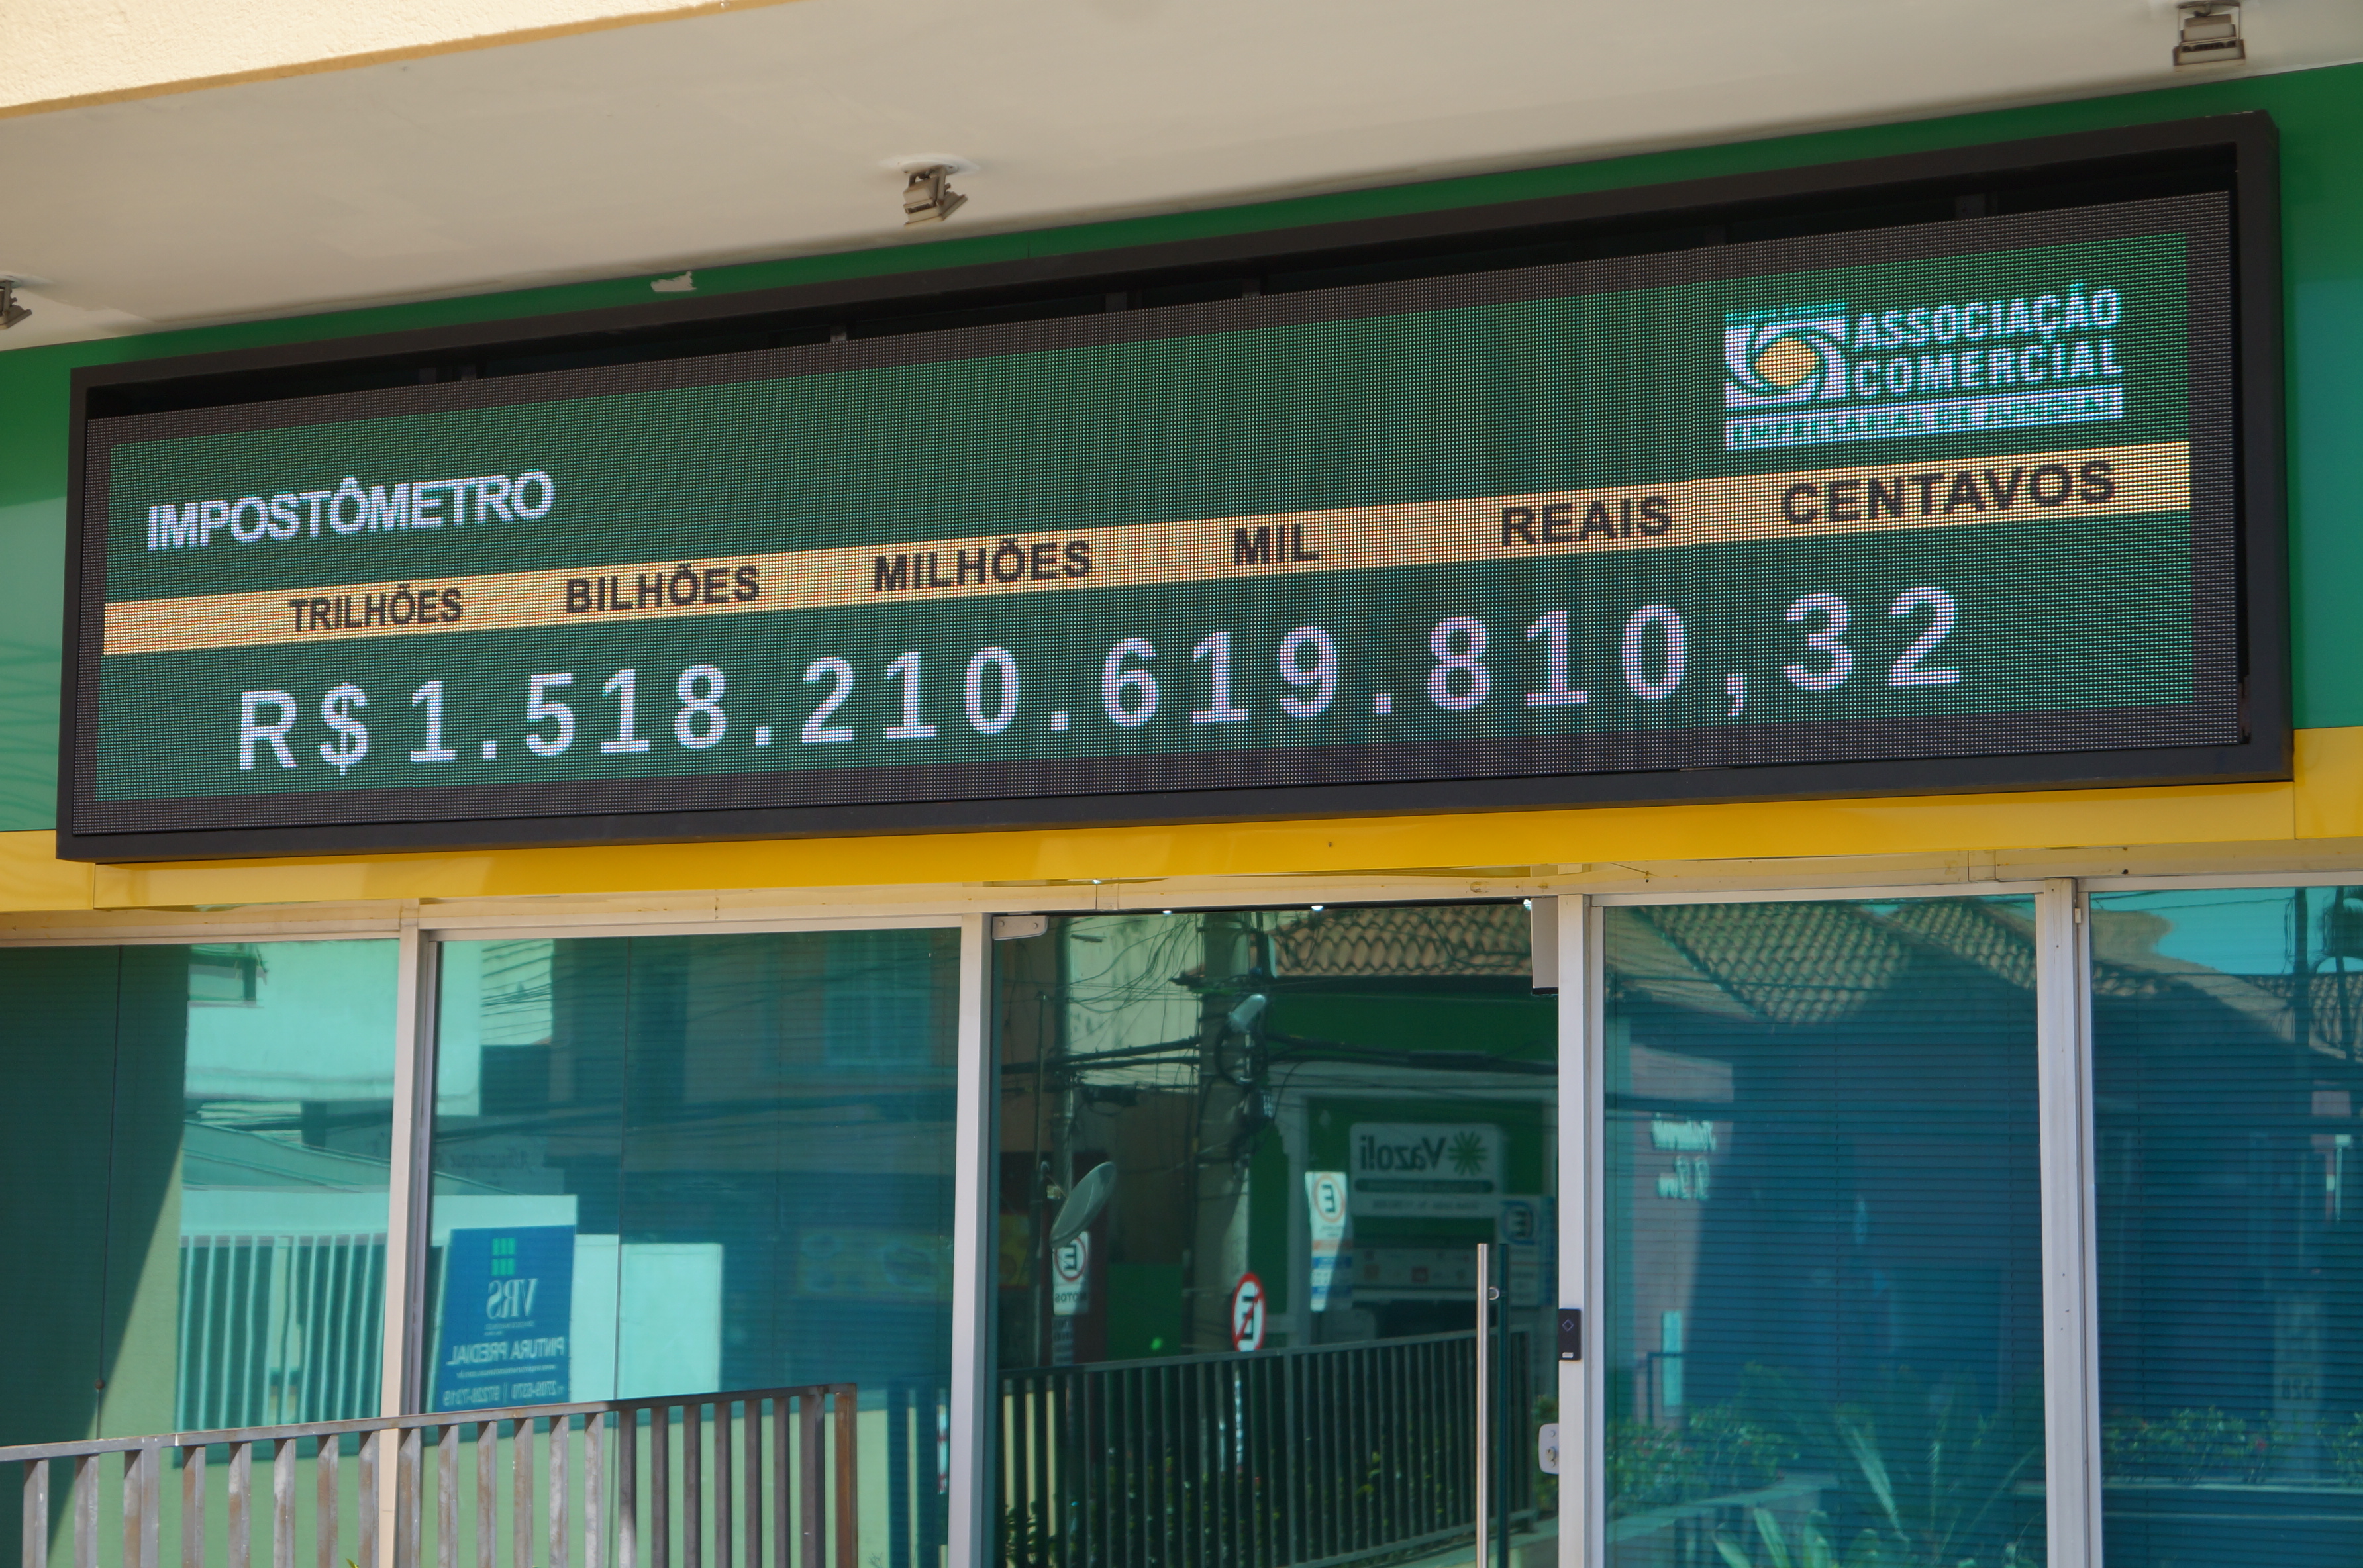 ASSOCIAÇÃO
COMERCIAL
IMPOSTÔMETRO
TRILHÕES BILHÕES MILHÕES MIL REAIS CENTAVOS
R$ 1.518.210.619.810,32
Vazoli
E
E
MOTOS
E
VRS
PINTURA PREDIAL